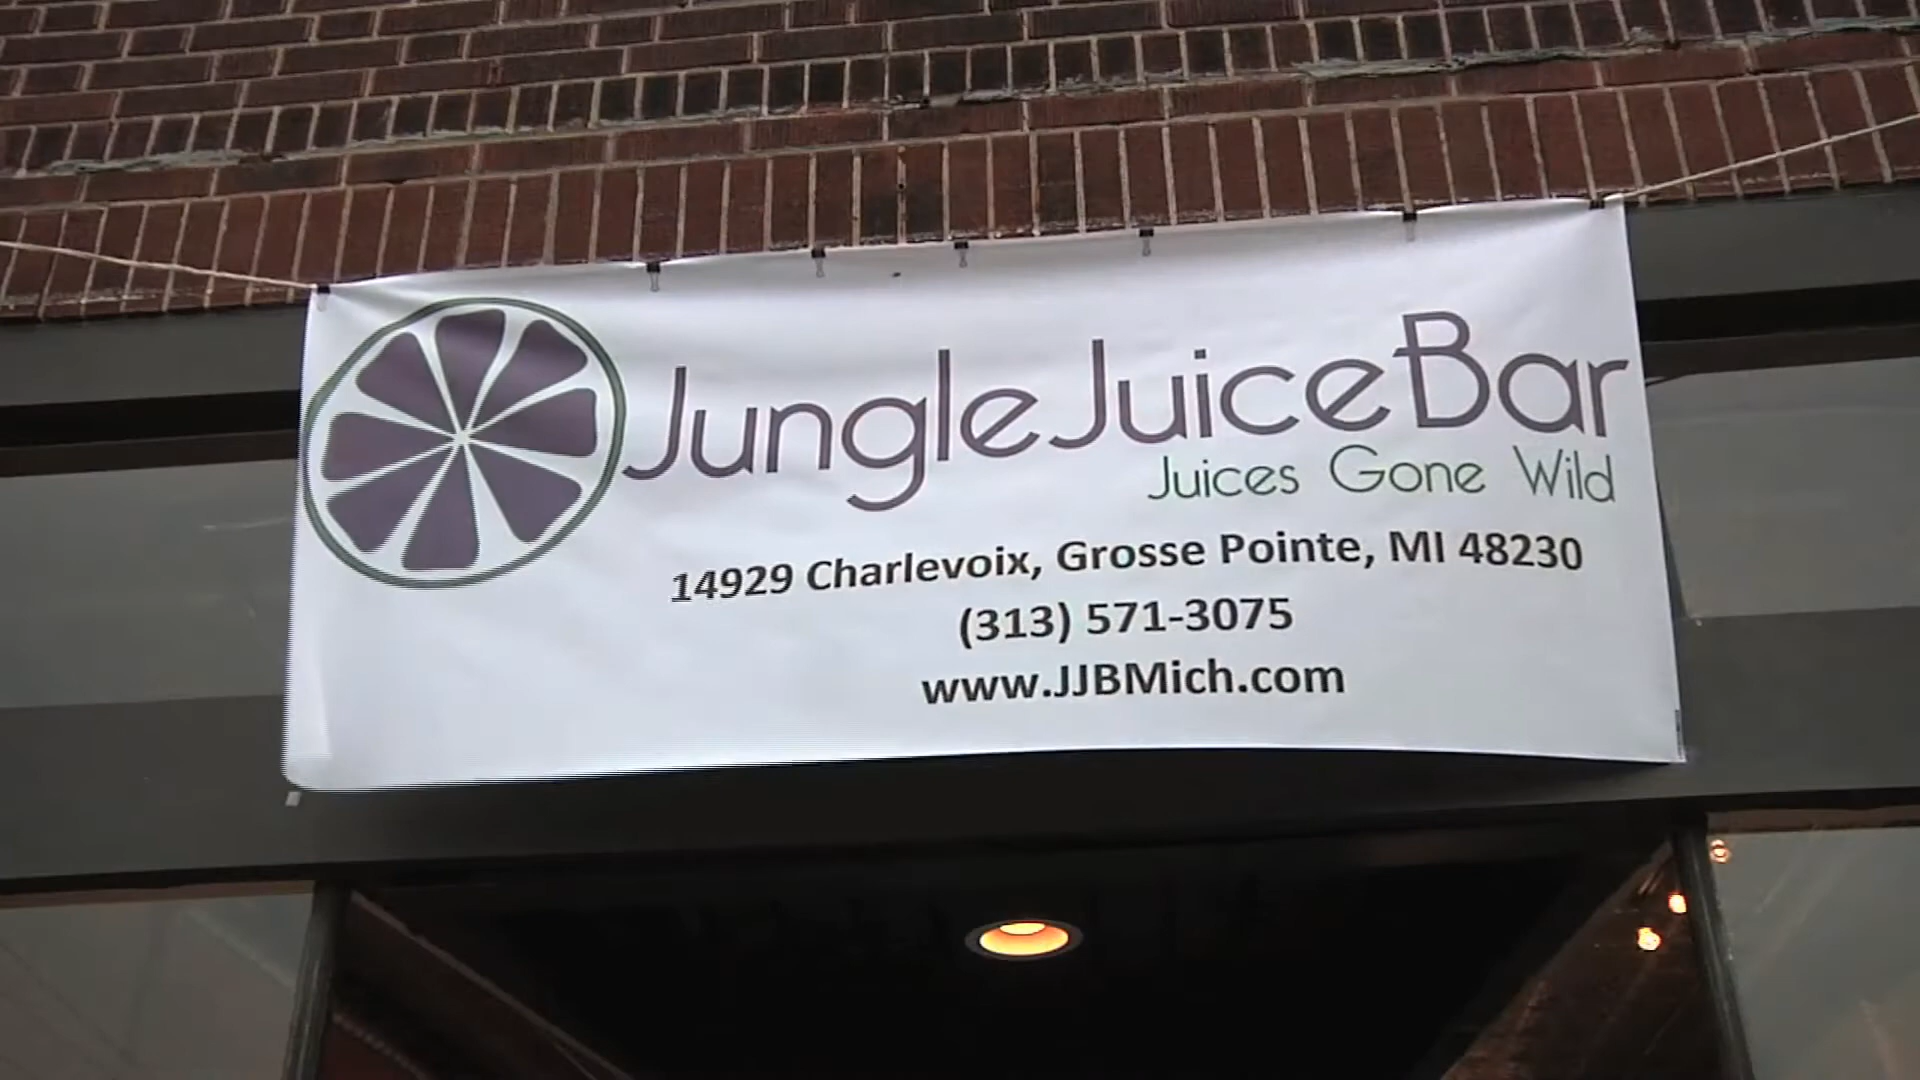 JungleJuiceBar
Juices Gone Wild
14929 Charlevoix, Grosse Pointe, MI 48230
(313) 571-3075
www.JJBMich.com